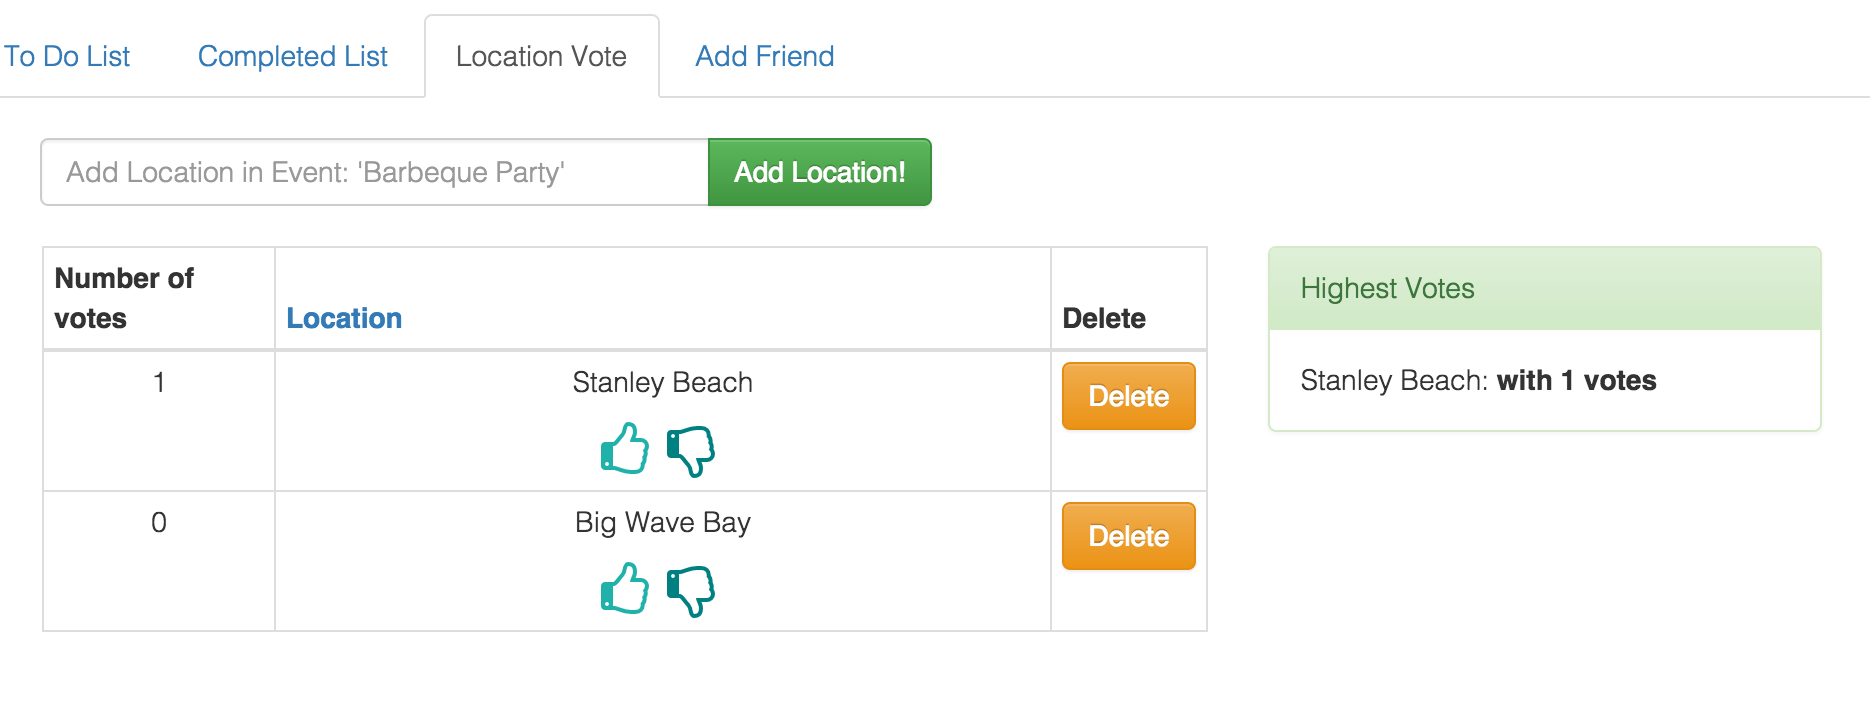 To Do List
Completed List
Location Vote
Add Friend
Add Location in Event: 'Barbeque Party'
Add Location!
Number of
votes
Location
Delete
1
Stanley Beach
Delete
0
Big Wave Bay
Delete
Highest Votes
Stanley Beach: with 1 votes